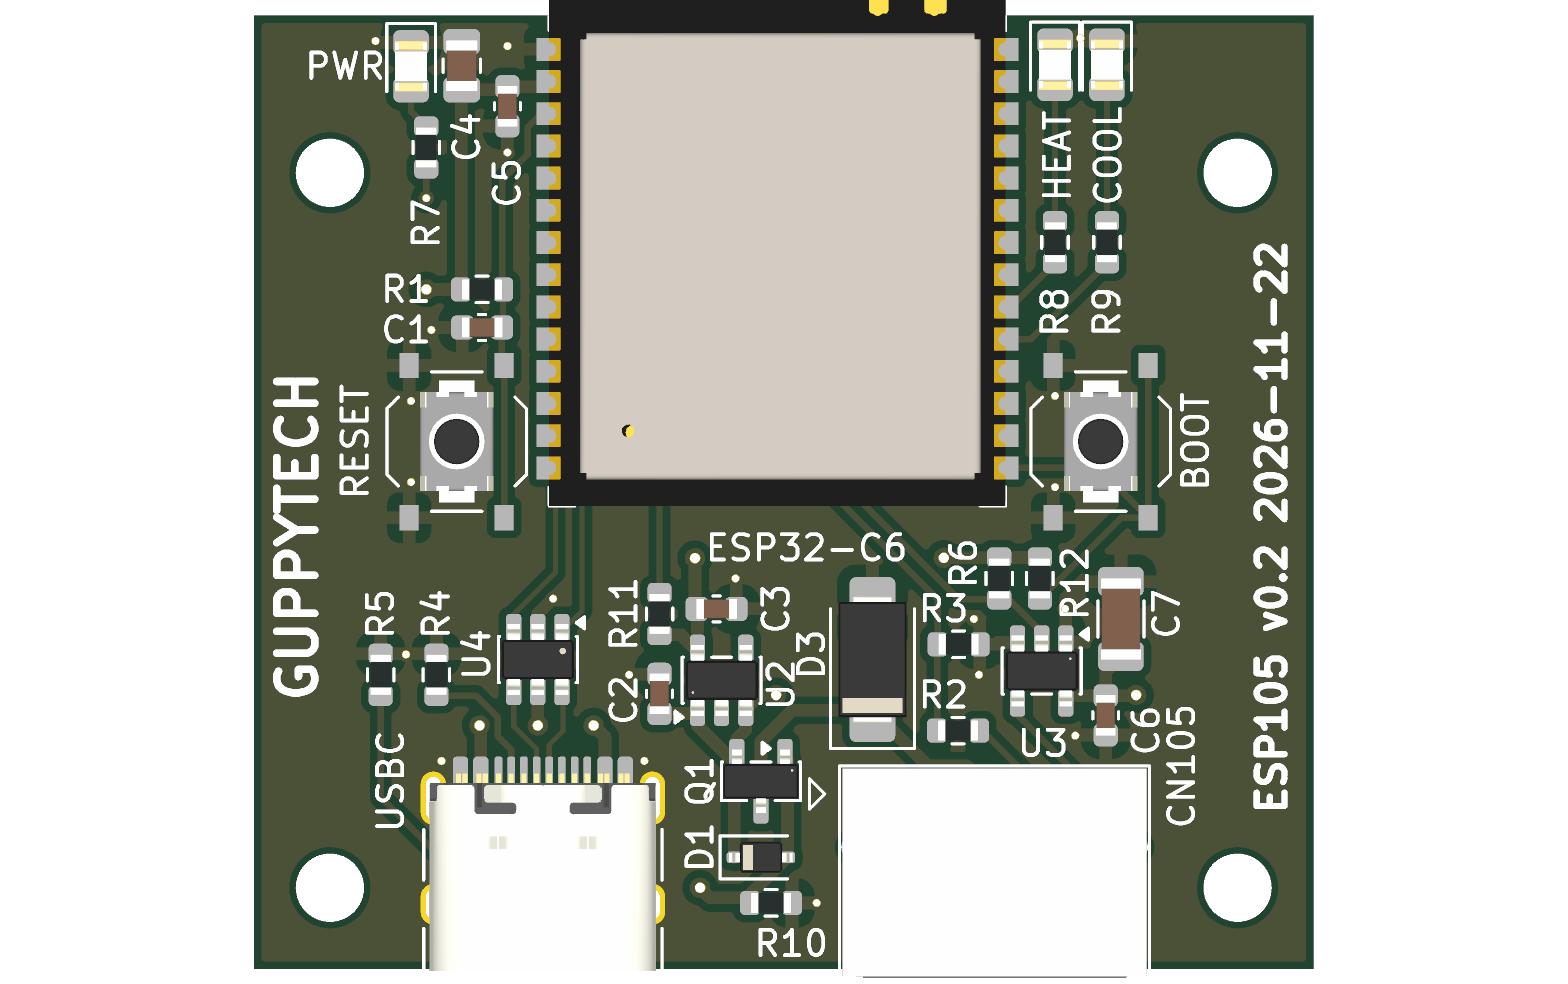 PWR
C4
C5
R7
HEAT
COOL
R1
C1
R8
R9
GUPPYTECH
RESET
BOOT
ESP105 v0.2 2026-11-22
ESP32-C6
R6
R12
R5
R4
U4
R11
C3
C2
U2
D3
R3
R2
C7
C6
U3
USBC
Q1
CN105
D1
R10